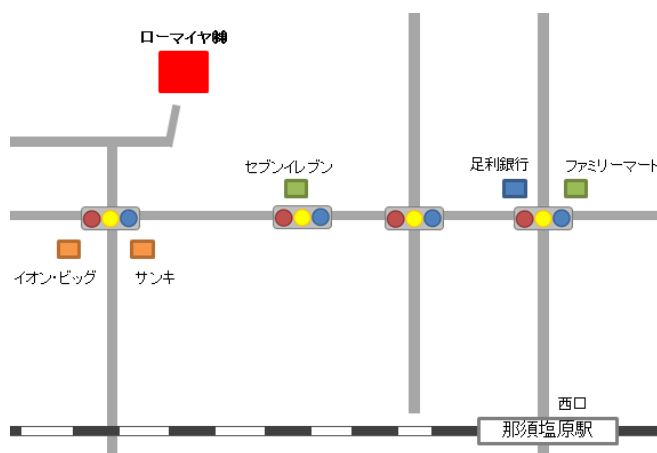 ローマイヤ㈱
セブンイレブン
足利銀行
ファミリーマート
イオン・ビッグ
サンキ
西口
那須塩原駅